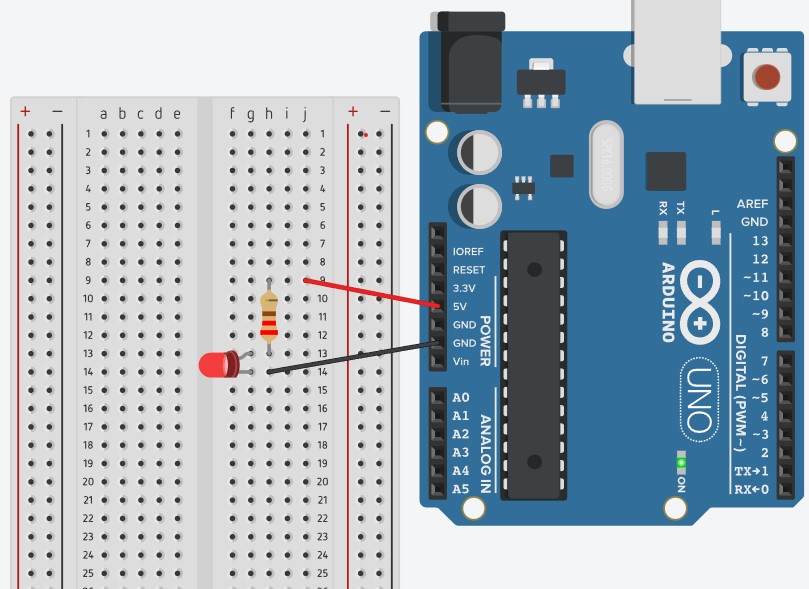 + − a b c d e f g h i j + −
1 1
2 2
3 3
4 4
5 5
6 6
7 7
8 8
9 9
10 10
11 11
12 12
13 13
14 14
15 15
16 16
17 17
18 18
19 19
20 20
21 21
22 22
23 23
24 24
25 25
IOREF
RESET
3.3V
5V
GND
GND
Vin
POWER
A0
A1
A2
A3
A4
A5
ANALOG IN
RX
TX
L
ARDUINO
UNO
ON
AREF
GND
13
12
~11
~10
~9
8
7
~6
~5
4
~3
2
TX→1
RX←0
DIGITAL (PWM~)